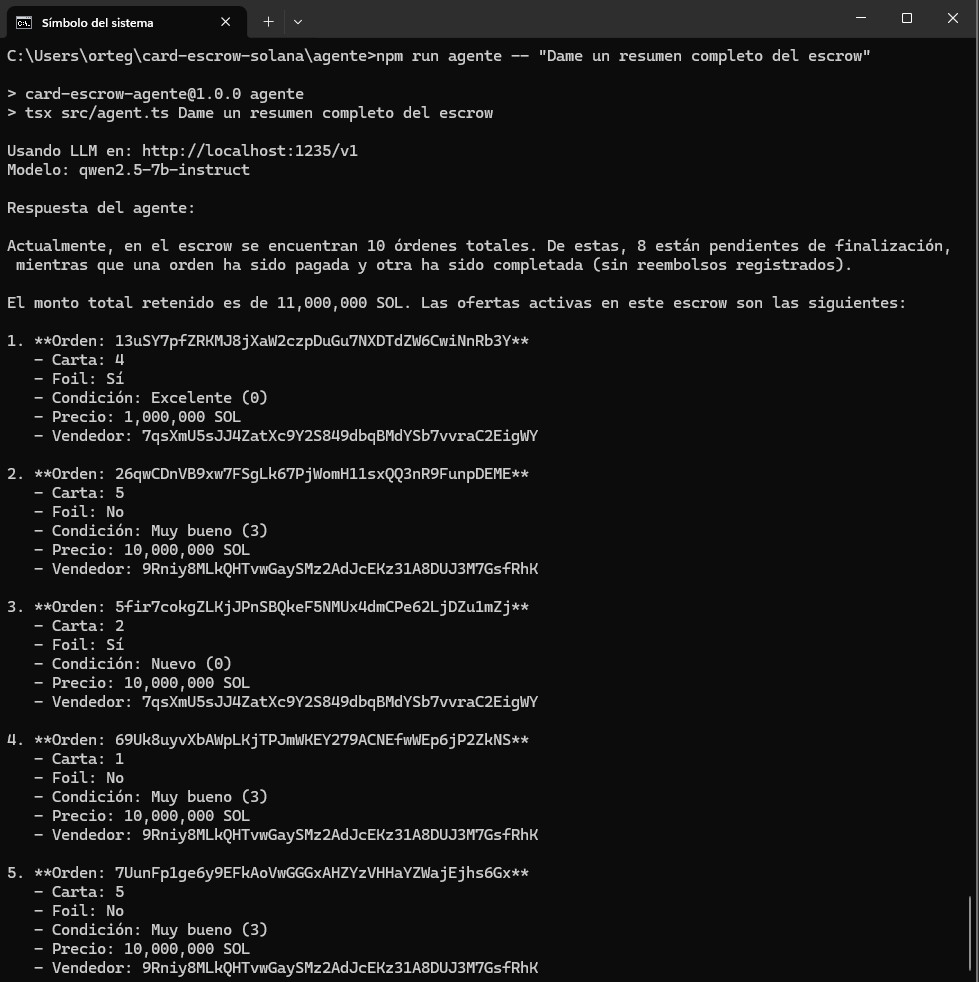 Símbolo del sistema
C:\Users\orteg\card-escrow-solana\agente>npm run agente -- "Dame un resumen completo del escrow"
> card-escrow-agente@1.0.0 agente
> tsx src/agent.ts Dame un resumen completo del escrow
Usando LLM en: http://localhost:1235/v1
Modelo: qwen2.5-7b-instruct
Respuesta del agente:
Actualmente, en el escrow se encuentran 10 órdenes totales. De estas, 8 están pendientes de finalización,
mientras que una orden ha sido pagada y otra ha sido completada (sin reembolsos registrados).
El monto total retenido es de 11,000,000 SOL. Las ofertas activas en este escrow son las siguientes:
1. **Orden: 13uSY7pfZRKMJ8jXaW2czpDuGu7NXDTdZW6CwiNnRb3Y**
- Carta: 4
- Foil: Sí
- Condición: Excelente (0)
- Precio: 1,000,000 SOL
- Vendedor: 7qsXmU5sJJ4ZatXc9Y2S849dbqBMdYSb7vvraC2EigWY
2. **Orden: 26qwCDnVB9xw7FSgLk67PjWomH11sxQQ3nR9FunpDEME**
- Carta: 5
- Foil: No
- Condición: Muy bueno (3)
- Precio: 10,000,000 SOL
- Vendedor: 9Rniy8MLkQHTvwGaySMz2AdJcEKz31A8DUJ3M7GsfRhK
3. **Orden: 5fir7cokgZLKjJPnSBQkeF5NMUx4dmCPe62LjDZu1mZj**
- Carta: 2
- Foil: Sí
- Condición: Nuevo (0)
- Precio: 10,000,000 SOL
- Vendedor: 7qsXmU5sJJ4ZatXc9Y2S849dbqBMdYSb7vvraC2EigWY
4. **Orden: 69Uk8uyvXbAWpLKjTPJmWKEY279ACNEfwWEp6jP2ZkNS**
- Carta: 1
- Foil: No
- Condición: Muy bueno (3)
- Precio: 10,000,000 SOL
- Vendedor: 9Rniy8MLkQHTvwGaySMz2AdJcEKz31A8DUJ3M7GsfRhK
5. **Orden: 7UunFp1ge6y9EFkAoVwGGGxAHZYzVHHaYZWajEjhs6Gx**
- Carta: 5
- Foil: No
- Condición: Muy bueno (3)
- Precio: 10,000,000 SOL
- Vendedor: 9Rniy8MLkQHTvwGaySMz2AdJcEKz31A8DUJ3M7GsfRhK